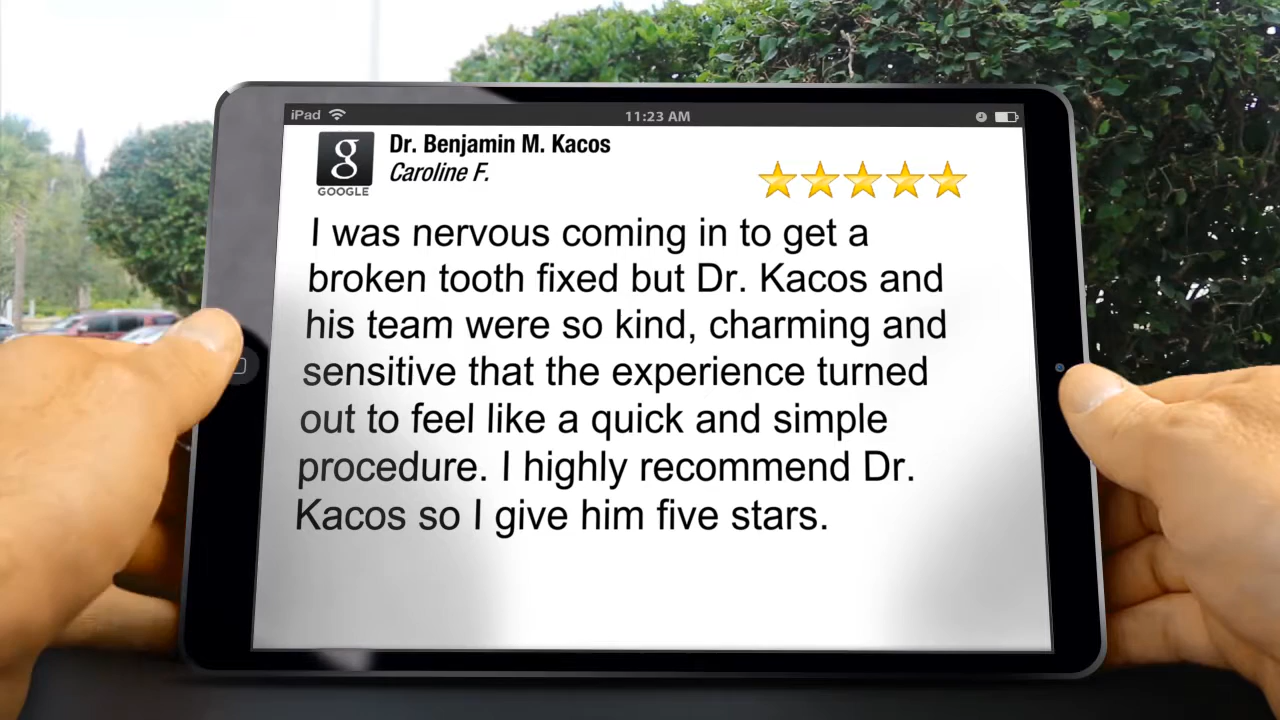 iPad
11:23 AM
g
GOOGLE
Dr. Benjamin M. Kacos
Caroline F.
I was nervous coming in to get a
broken tooth fixed but Dr. Kacos and
his team were so kind, charming and
sensitive that the experience turned
out to feel like a quick and simple
procedure. I highly recommend Dr.
Kacos so I give him five stars.